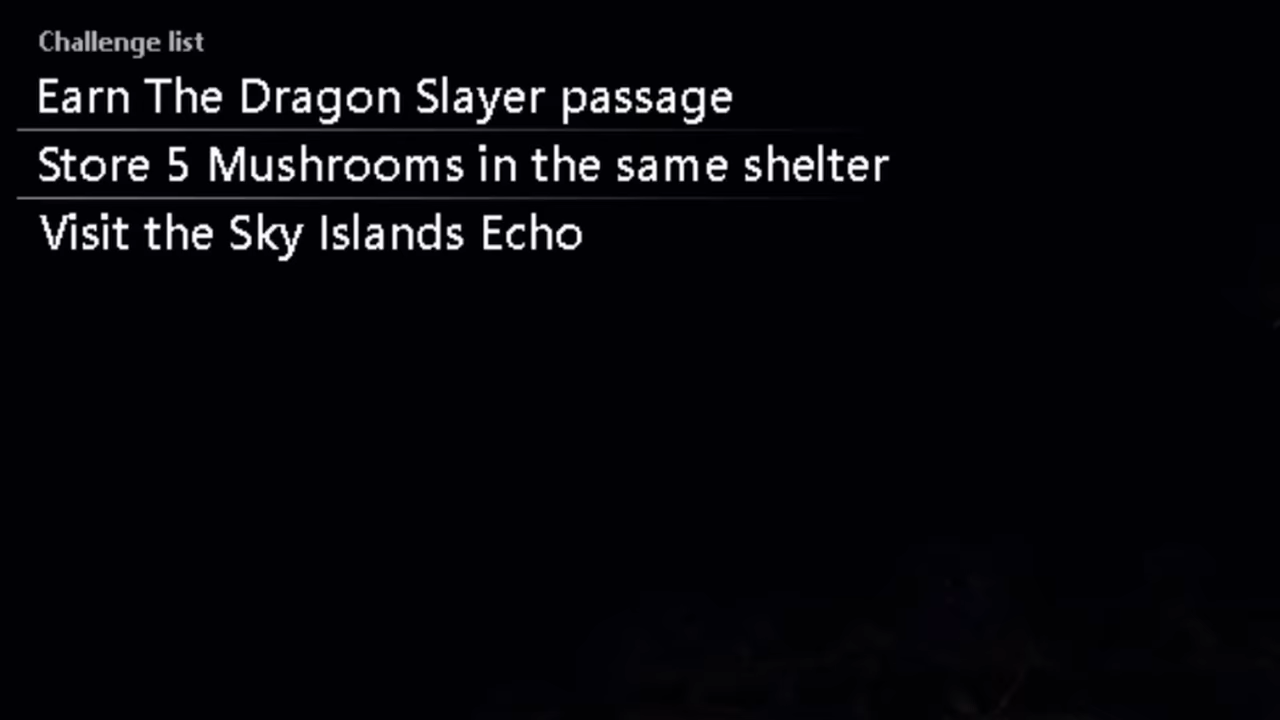 Challenge list
Earn The Dragon Slayer passage
Store 5 Mushrooms in the same shelter
Visit the Sky Islands Echo